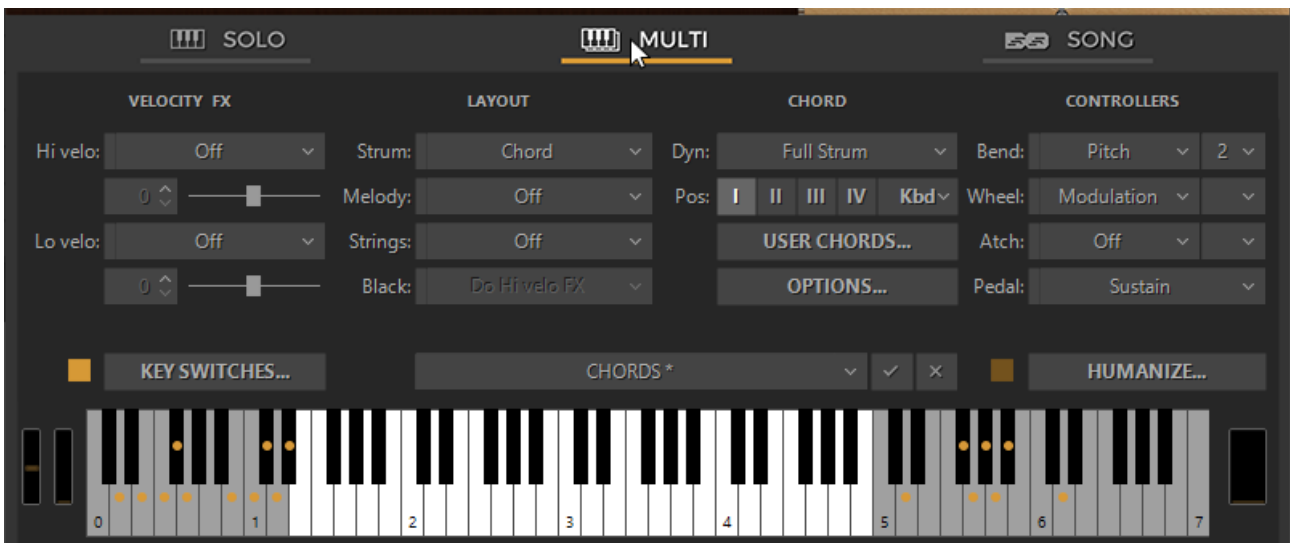 SOLO MULTI SONG
VELOCITY FX LAYOUT CHORD CONTROLLERS
Hi velo: Off Strum: Chord Dyn: Full Strum Bend: Pitch 2
0 Melody: Off Pos: I II III IV Kbd Wheel: Modulation
Lo velo: Off Strings: Off USER CHORDS... Atch: Off
0 Black: Do Hi velo FX OPTIONS... Pedal: Sustain
KEY SWITCHES... CHORDS * HUMANIZE...
0 1 2 3 4 5 6 7